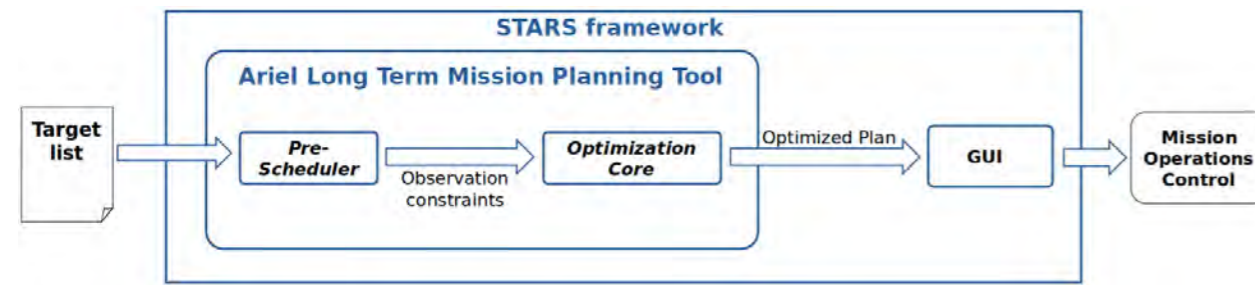 STARS framework
Ariel Long Term Mission Planning Tool
Target
list
Pre-
Scheduler
Observation
constraints
Optimization
Core
Optimized Plan
GUI
Mission
Operations
Control